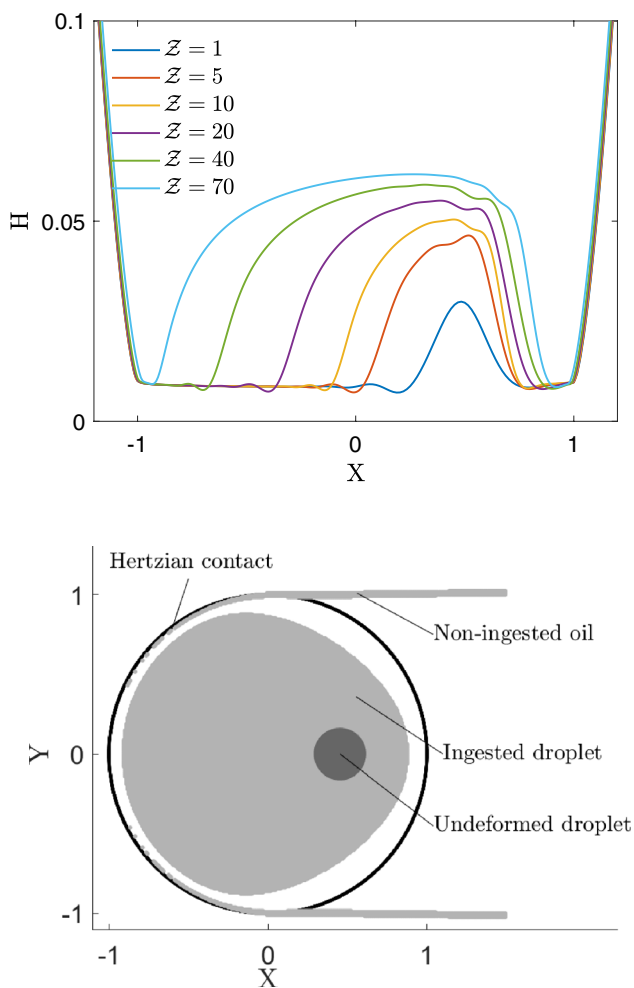 0.1
𝒵 = 1
𝒵 = 5
𝒵 = 10
𝒵 = 20
𝒵 = 40
𝒵 = 70
H
0.05
0
-1
0
1
X
Hertzian contact
1
Non-ingested oil
Y
0
Ingested droplet
Undeformed droplet
-1
-1
0
1
X